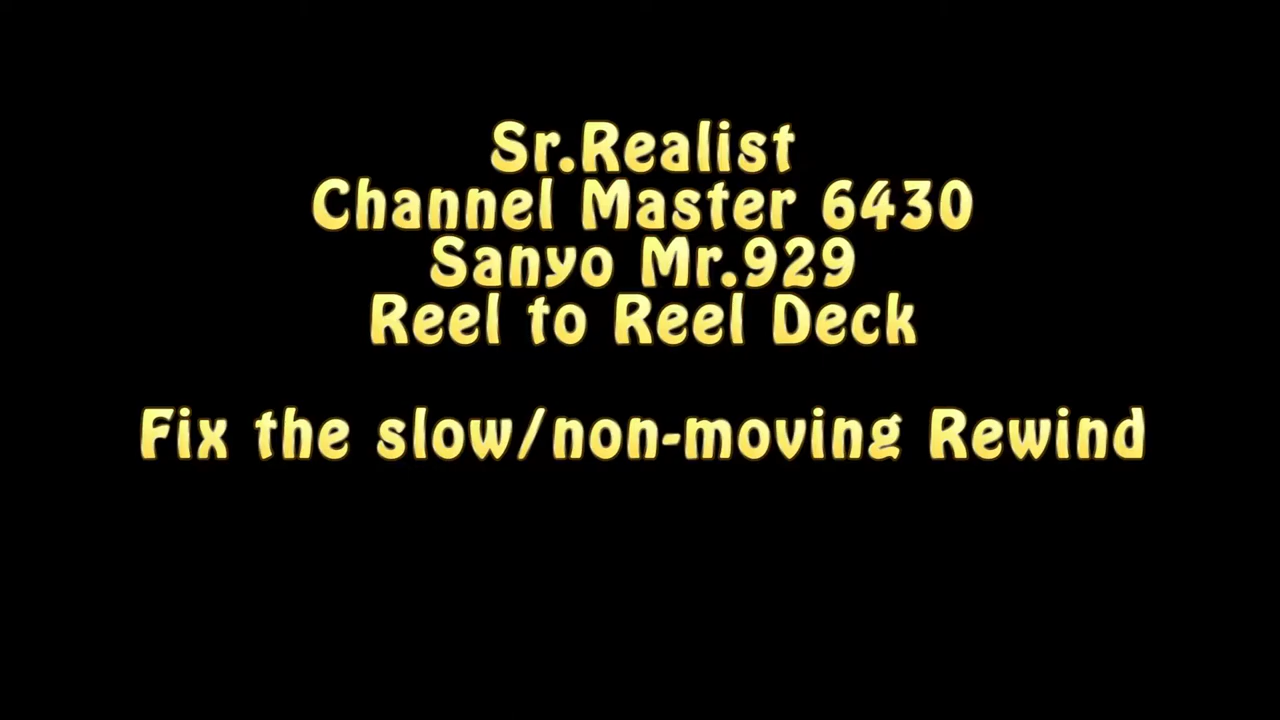 Sr.Realist
Channel Master 6430
Sanyo Mr.929
Reel to Reel Deck
Fix the slow/non-moving Rewind